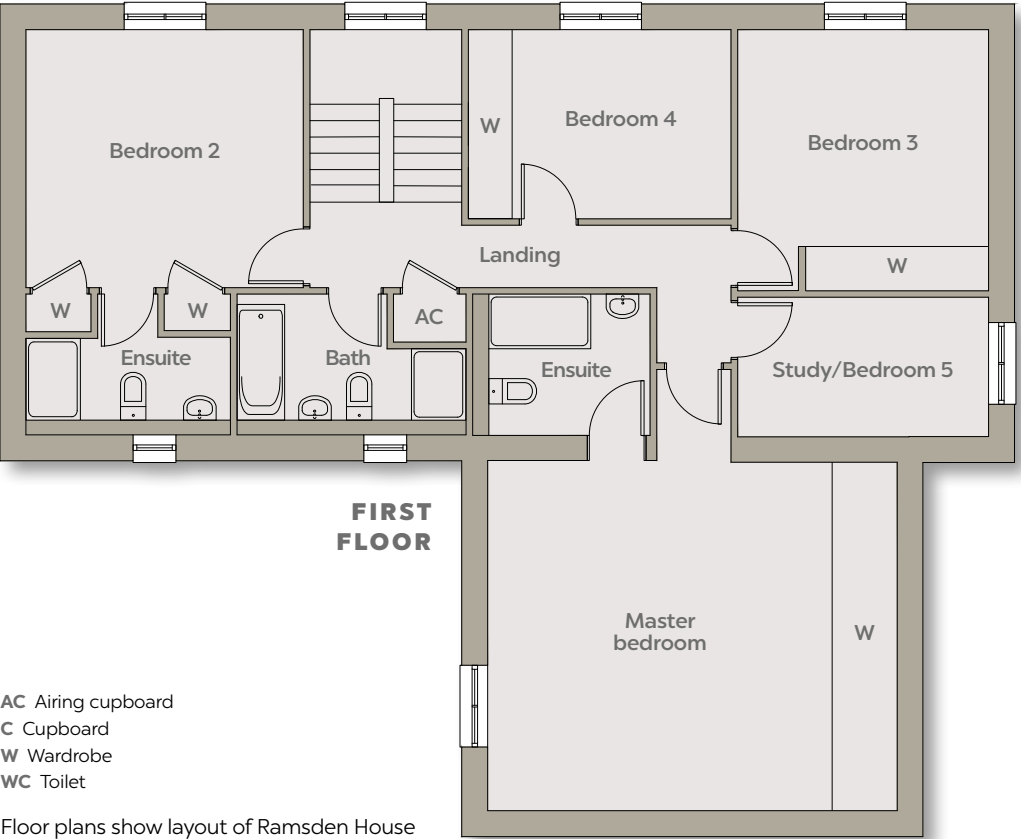 Bedroom 2
W
Bedroom 4
Bedroom 3
Landing
W
W
W
AC
Ensuite
Bath
Ensuite
Study/Bedroom 5
FIRST
FLOOR
Master
bedroom
W
AC Airing cupboard
C Cupboard
W Wardrobe
WC Toilet
Floor plans show layout of Ramsden House